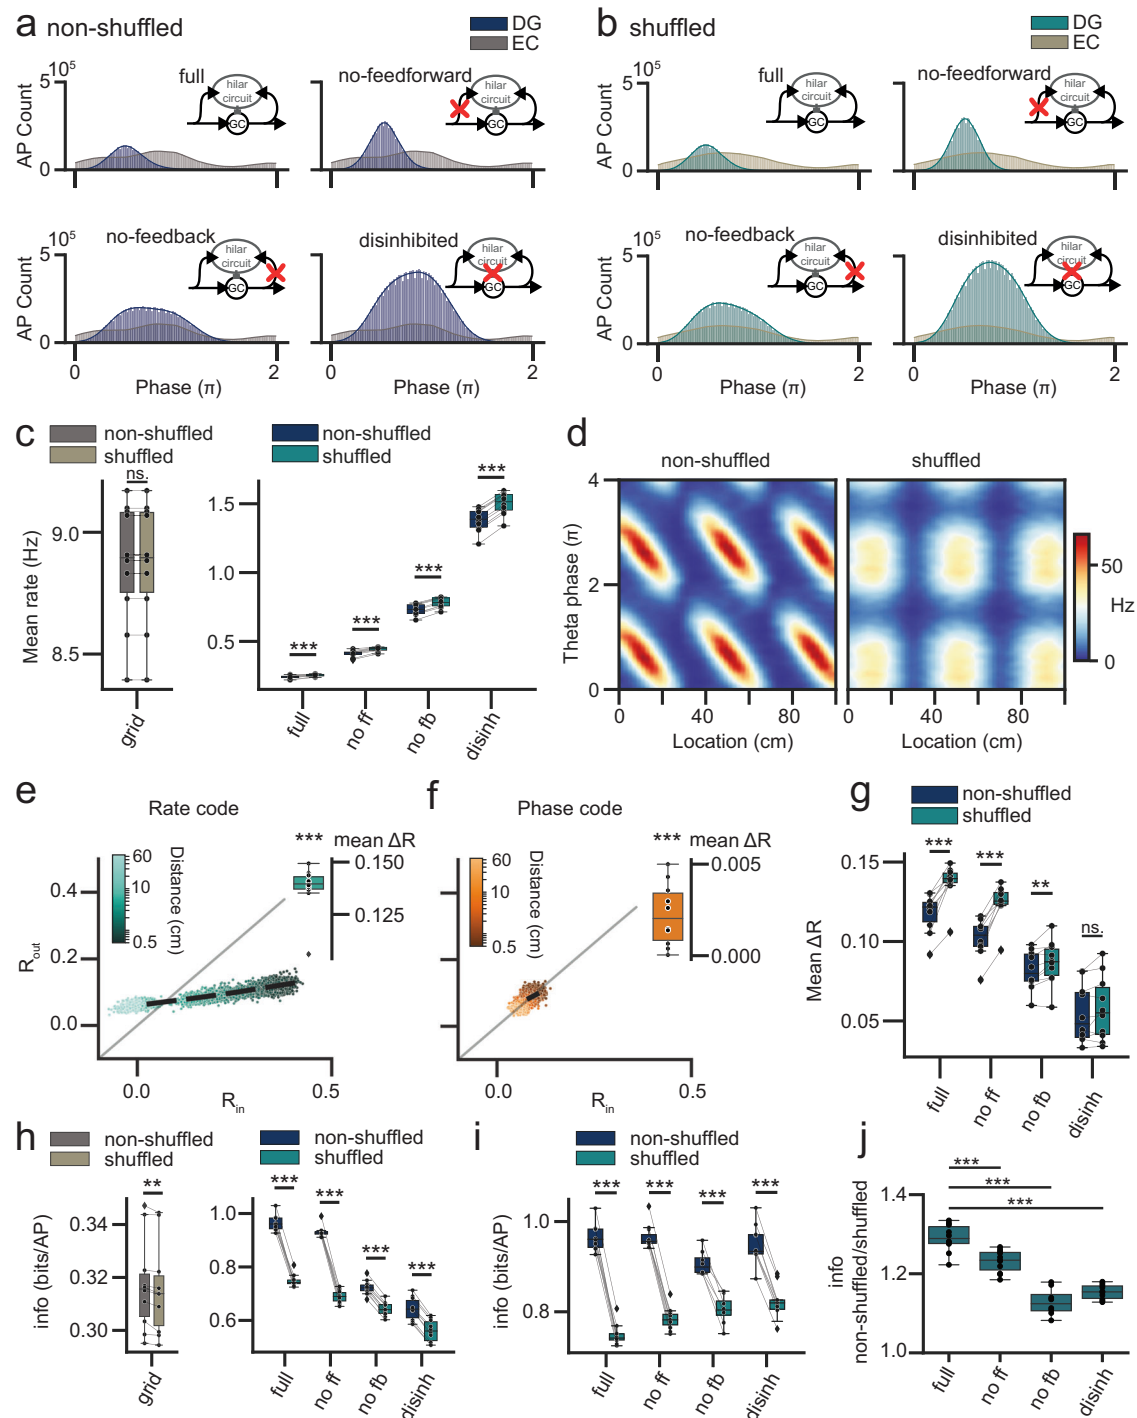 a non-shuffled
DG
EC
b shuffled
DG
EC
AP Count
5
10⁵
0
full
hilar
circuit
GC
no-feedforward
hilar
circuit
GC
AP Count
5
10⁵
0
full
hilar
circuit
GC
no-feedforward
hilar
circuit
GC
AP Count
5
10⁵
0
no-feedback
hilar
circuit
GC
disinhibited
hilar
circuit
GC
0
2
Phase (π)
Phase (π)
AP Count
5
10⁵
0
no-feedback
hilar
circuit
GC
disinhibited
hilar
circuit
GC
0
2
Phase (π)
Phase (π)
c
non-shuffled
shuffled
non-shuffled
shuffled
Mean rate (Hz)
9.0
8.5
ns.
grid
1.5
1.0
0.5
***
***
***
***
full
no ff
no fb
disinh
d
non-shuffled
shuffled
Theta phase (π)
4
2
0
0
40
80
Location (cm)
0
40
80
Location (cm)
50
0
Hz
e
Rate code
60
10
0.5
Distance (cm)
***
mean ΔR
0.150
0.125
R_out
0.4
0.2
0.0
0.0
0.5
R_in
f
Phase code
60
10
0.5
Distance (cm)
***
mean ΔR
0.005
0.000
0.0
0.5
R_in
g
non-shuffled
shuffled
Mean ΔR
0.15
0.10
0.05
***
***
**
ns.
full
no ff
no fb
disinh
h
non-shuffled
shuffled
non-shuffled
shuffled
info (bits/AP)
0.34
0.32
0.30
**
grid
1.0
0.8
0.6
***
***
***
***
full
no ff
no fb
disinh
i
non-shuffled
shuffled
info (bits/AP)
1.0
0.8
***
***
***
***
full
no ff
no fb
disinh
j
info
non-shuffled/shuffled
1.4
1.2
1.0
***
***
***
full
no ff
no fb
disinh